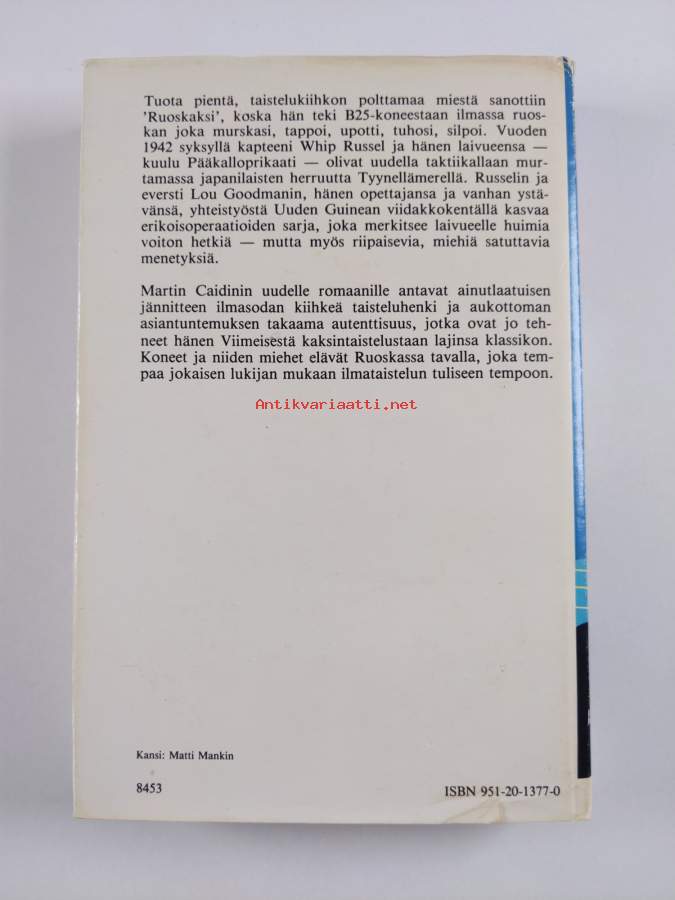 Tuota pientä, taistelukiihkon polttamaa miestä sanottiin
'Ruoskaksi', koska hän teki B25-koneestaan ilmassa ruos-
kan joka murskasi, tappoi, upotti, tuhosi, silpoi. Vuoden
1942 syksyllä kapteeni Whip Russel ja hänen laivueensa —
kuulu Pääkalloprikaati — olivat uudella taktiikallaan mur-
tamassa japanilaisten herruutta Tyynellämerellä. Russelin ja
eversti Lou Goodmanin, hänen opettajansa ja vanhan ystä-
vänsä, yhteistyöstä Uuden Guinean viidakkokentällä kasvaa
erikoisoperaatioiden sarja, joka merkitsee laivueelle huimia
voiton hetkiä — mutta myös riipaisevia, miehiä satuttavia
menetyksiä.
Martin Caidinin uudelle romaanille antavat ainutlaatuisen
jännitteen ilmasodan kiihkeä taisteluhenki ja aukottoman
asiantuntemuksen takaama autenttisuus, jotka ovat jo teh-
neet hänen Viimeisestä kaksintaistelustaan lajinsa klassikon.
Koneet ja niiden miehet elävät Ruoskassa tavalla, joka tem-
paa jokaisen lukijan mukaan ilmataistelun tuliseen tempoon.
Antikvariaatti.net
Kansi: Matti Mankin
8453
ISBN 951-20-1377-0